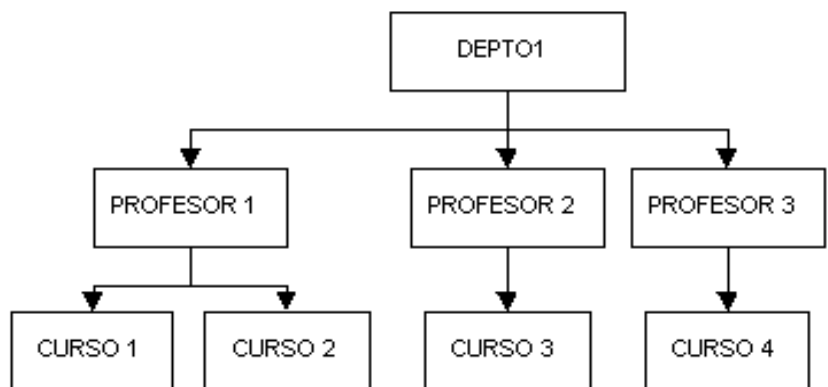 DEPTO1
PROFESOR 1
PROFESOR 2
PROFESOR 3
CURSO 1
CURSO 2
CURSO 3
CURSO 4